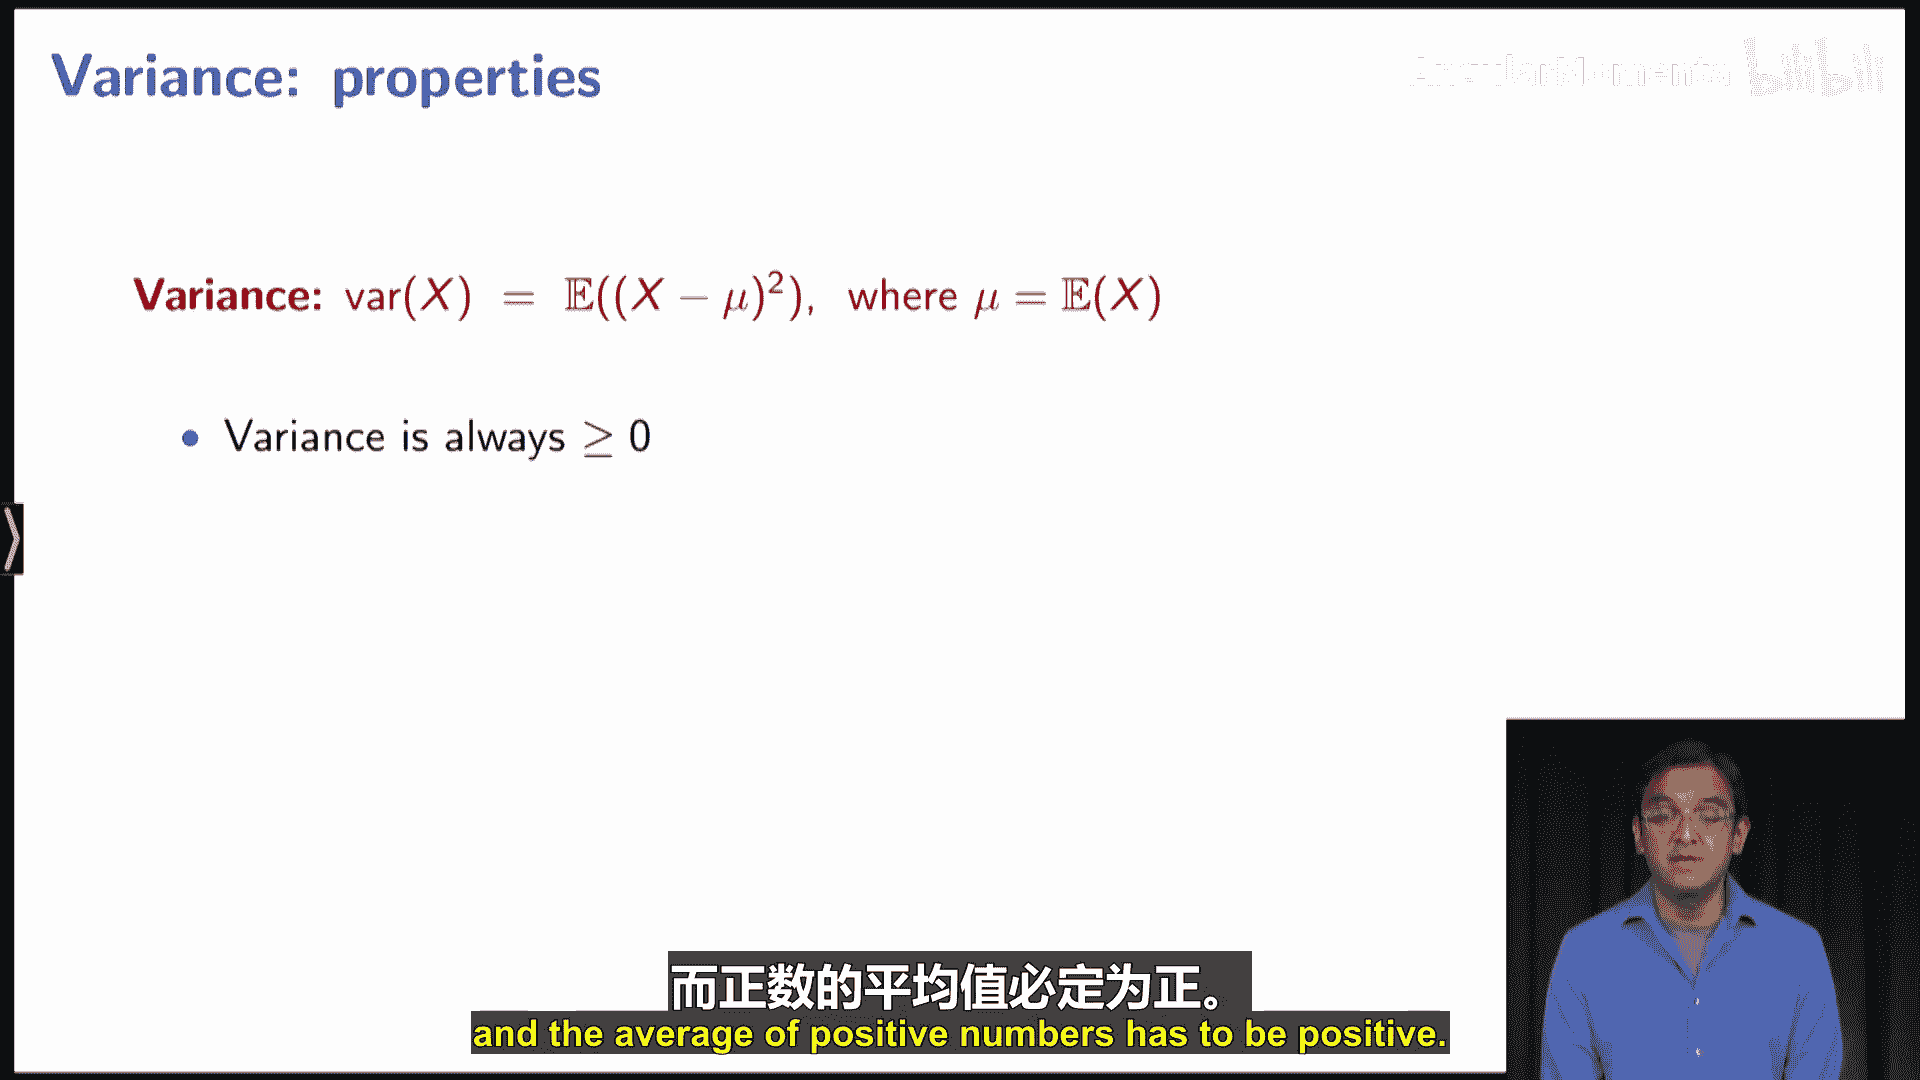 Variance: properties
bilibili
Variance: var(X) = 𝔼((X − μ)²), where μ = 𝔼(X)
• Variance is always ≥ 0
而正数的平均值必定为正。
and the average of positive numbers has to be positive.